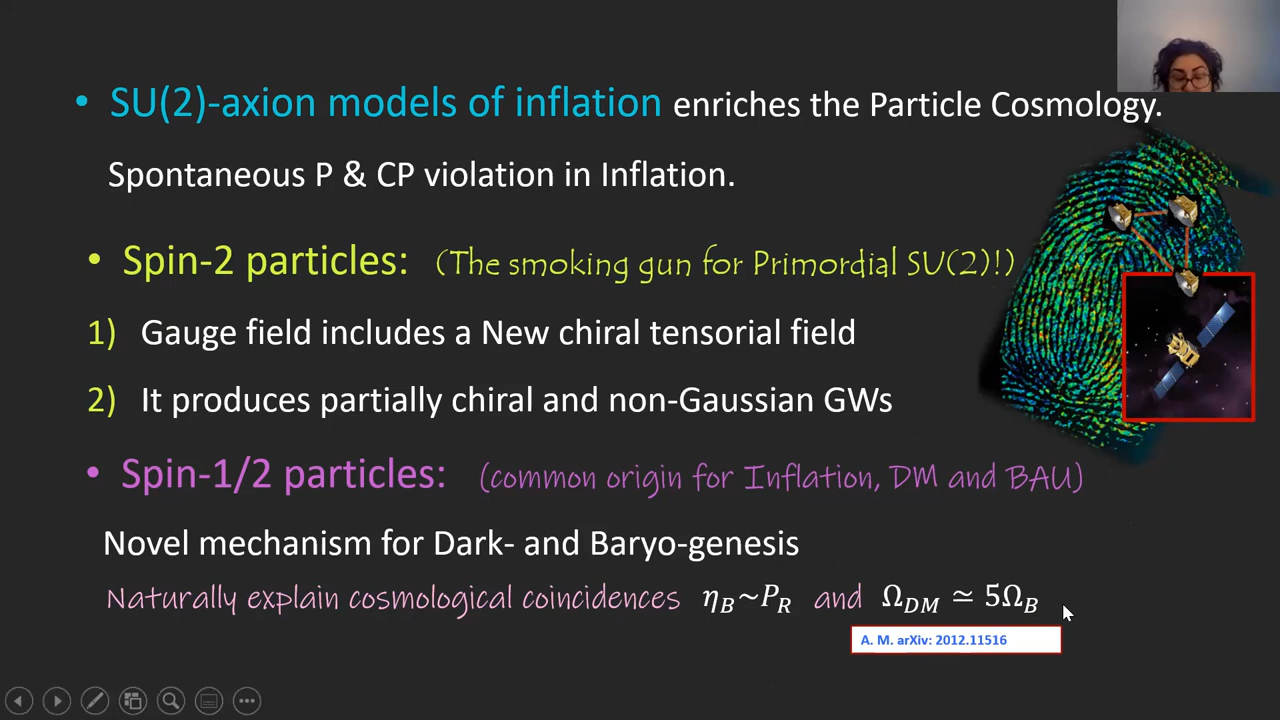 • SU(2)-axion models of inflation enriches the Particle Cosmology.
Spontaneous P & CP violation in Inflation.
• Spin-2 particles: (The smoking gun for Primordial SU(2)!)
1) Gauge field includes a New chiral tensorial field
2) It produces partially chiral and non-Gaussian GWs
• Spin-1/2 particles: (common origin for Inflation, DM and BAU)
Novel mechanism for Dark- and Baryo-genesis
Naturally explain cosmological coincidences η_B~P_R and Ω_DM ≃ 5Ω_B
A. M. arXiv: 2012.11516